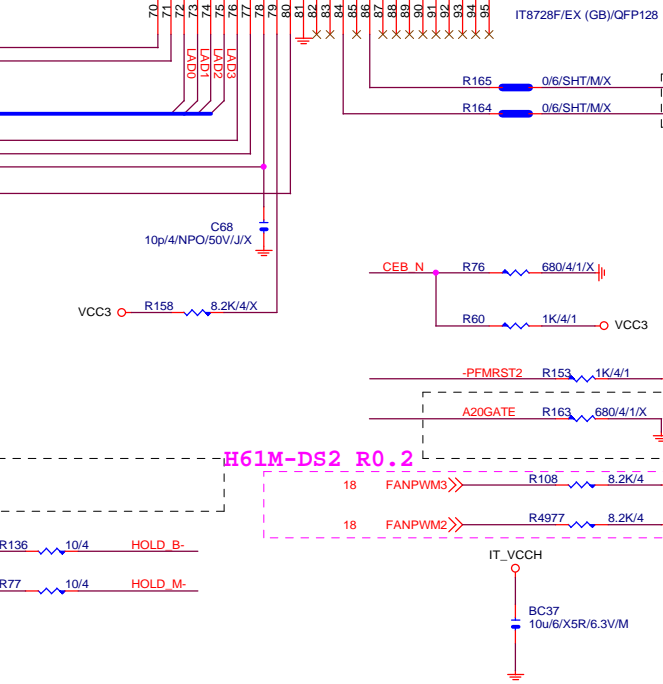 70 71 72 73 74 75 76 77 78 79 80 81 82 83 84 85 86 87 88 89 90 91 92 93 94 95
IT8728F/EX (GB)/QFP128
LAD0
LAD1
LAD2
LAD3
R165 0/6/SHT/M/X
R164 0/6/SHT/M/X
C68
10p/4/NPO/50V/J/X
CEB_N R76 680/4/1/X
VCC3 R158 8.2K/4/X
R60 1K/4/1 VCC3
-PFMRST2 R153 1K/4/1
A20GATE R163 680/4/1/X
H61M-DS2 R0.2
18 FANPWM3 R108 8.2K/4
18 FANPWM2 R4977 8.2K/4
R136 10/4 HOLD_B-
IT_VCCH
R77 10/4 HOLD_M-
BC37
10u/6/X5R/6.3V/M